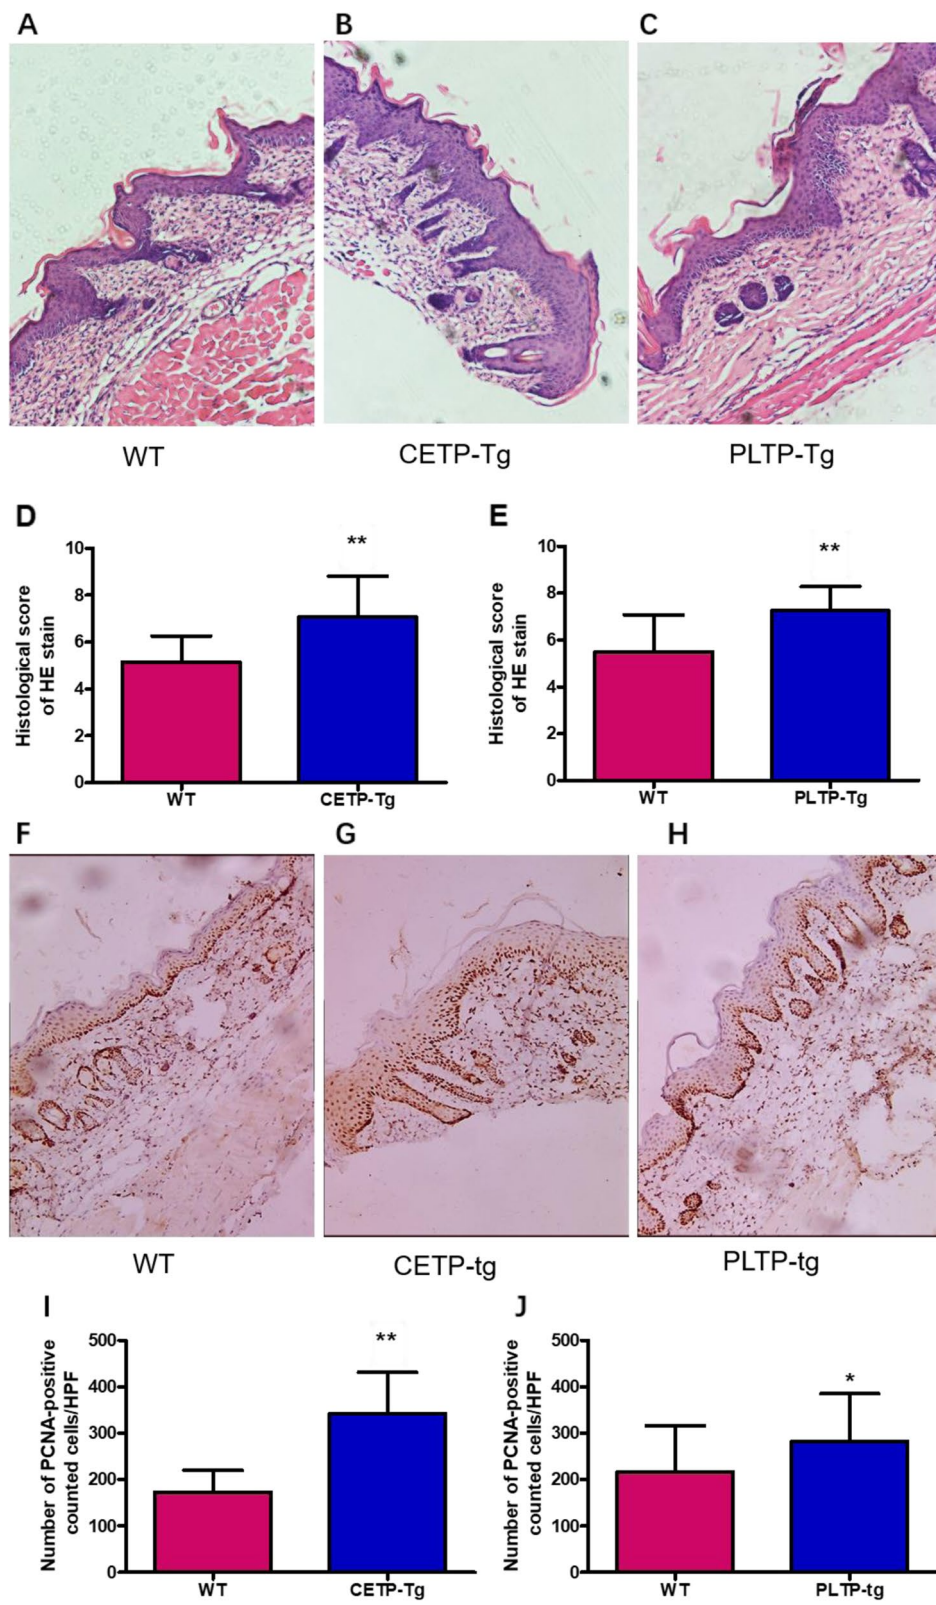 A
B
C
WT
CETP-Tg
PLTP-Tg
D
E
**
**
Histological score
of HE stain
10
8
6
4
2
0
WT
CETP-Tg
Histological score
of HE stain
10
8
6
4
2
0
WT
PLTP-Tg
F
G
H
WT
CETP-tg
PLTP-tg
I
J
**
*
Number of PCNA-positive
counted cells/HPF
500
400
300
200
100
0
WT
CETP-Tg
Number of PCNA-positive
counted cells/HPF
500
400
300
200
100
0
WT
PLTP-tg